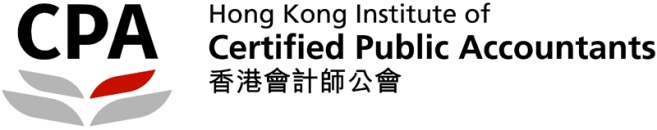 CPA
Hong Kong Institute of
Certified Public Accountants
香港會計師公會